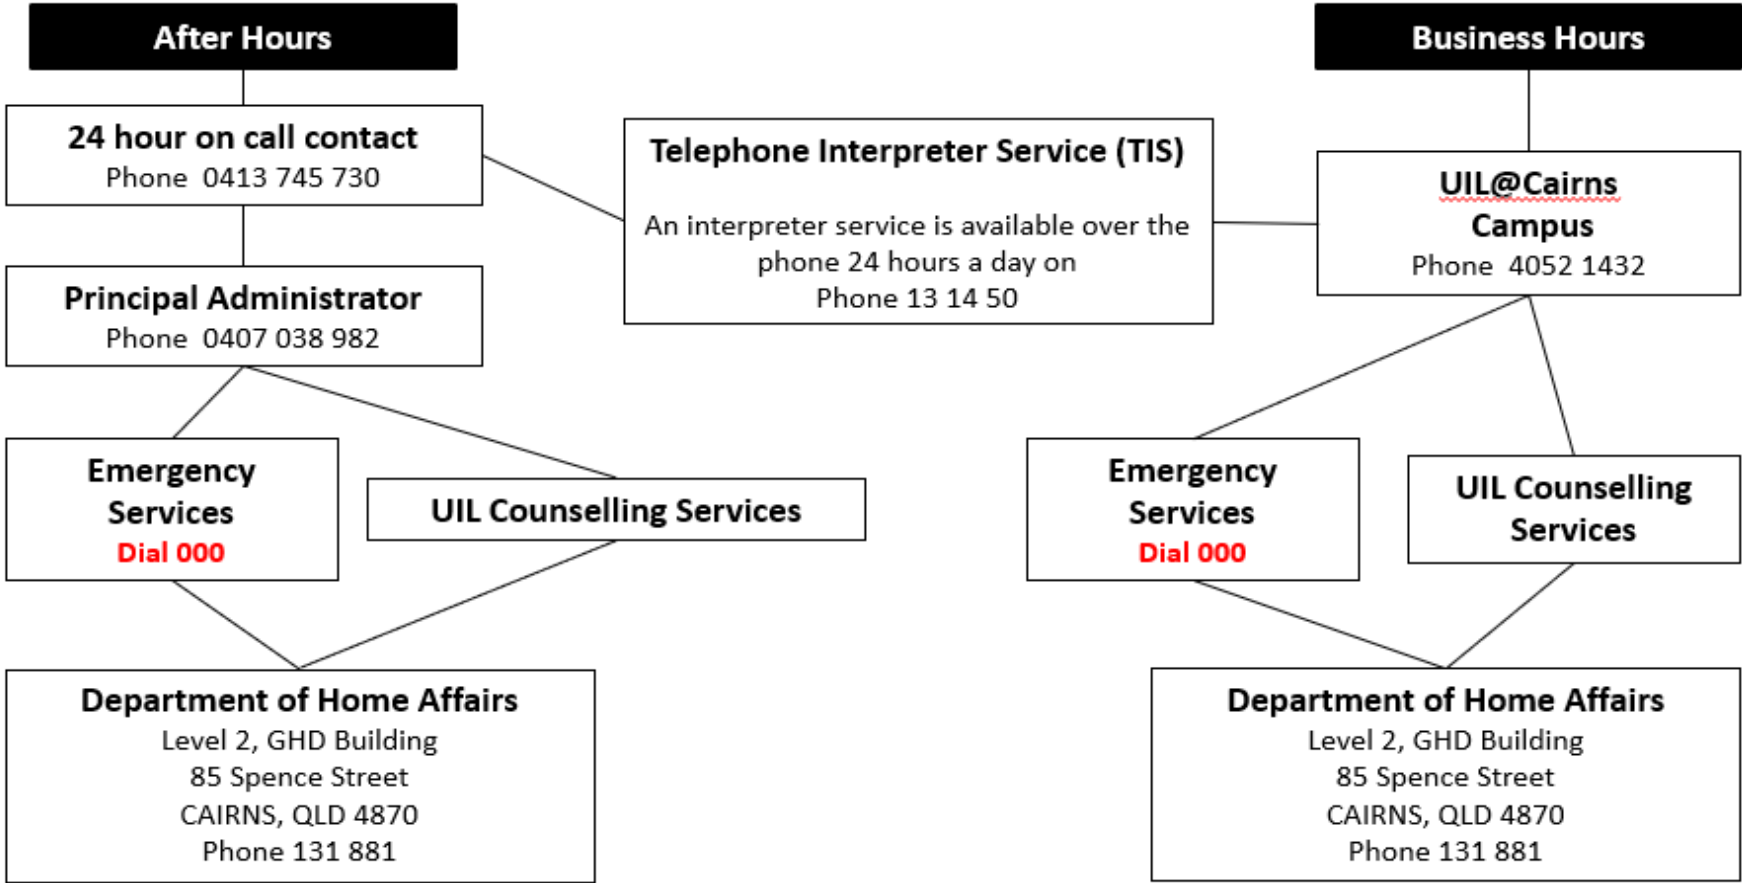 After Hours
24 hour on call contact
Phone  0413 745 730
Principal Administrator
Phone  0407 038 982
Emergency
Services
Dial 000
UIL Counselling Services
Department of Home Affairs
Level 2, GHD Building
85 Spence Street
CAIRNS, QLD 4870
Phone 131 881
Telephone Interpreter Service (TIS)
An interpreter service is available over the
phone 24 hours a day on
Phone 13 14 50
Business Hours
UIL@Cairns
Campus
Phone  4052 1432
Emergency
Services
Dial 000
UIL Counselling
Services
Department of Home Affairs
Level 2, GHD Building
85 Spence Street
CAIRNS, QLD 4870
Phone 131 881